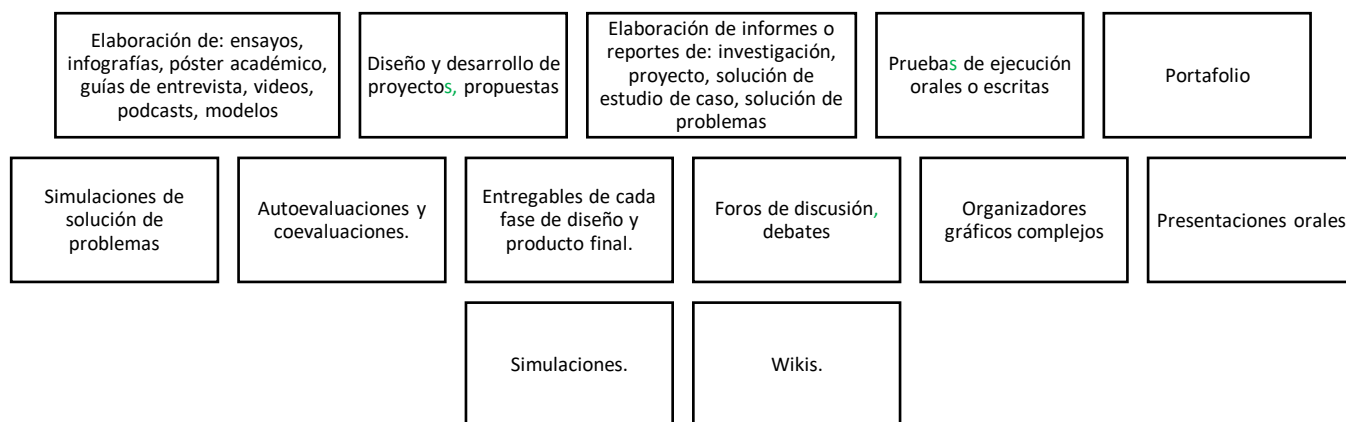 Elaboración de: ensayos,
infografías, póster académico,
guías de entrevista, videos,
podcasts, modelos
Diseño y desarrollo de
proyectos, propuestas
Elaboración de informes o
reportes de: investigación,
proyecto, solución de
estudio de caso, solución de
problemas
Pruebas de ejecución
orales o escritas
Portafolio
Simulaciones de
solución de
problemas
Autoevaluaciones y
coevaluaciones.
Entregables de cada
fase de diseño y
producto final.
Foros de discusión,
debates
Organizadores
gráficos complejos
Presentaciones orales
Simulaciones.
Wikis.